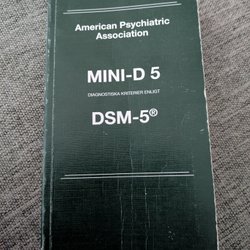 American Psychiatric
Association
MINI-D 5
DIAGNOSTISKA KRITERIER ENLIGT
DSM-5®